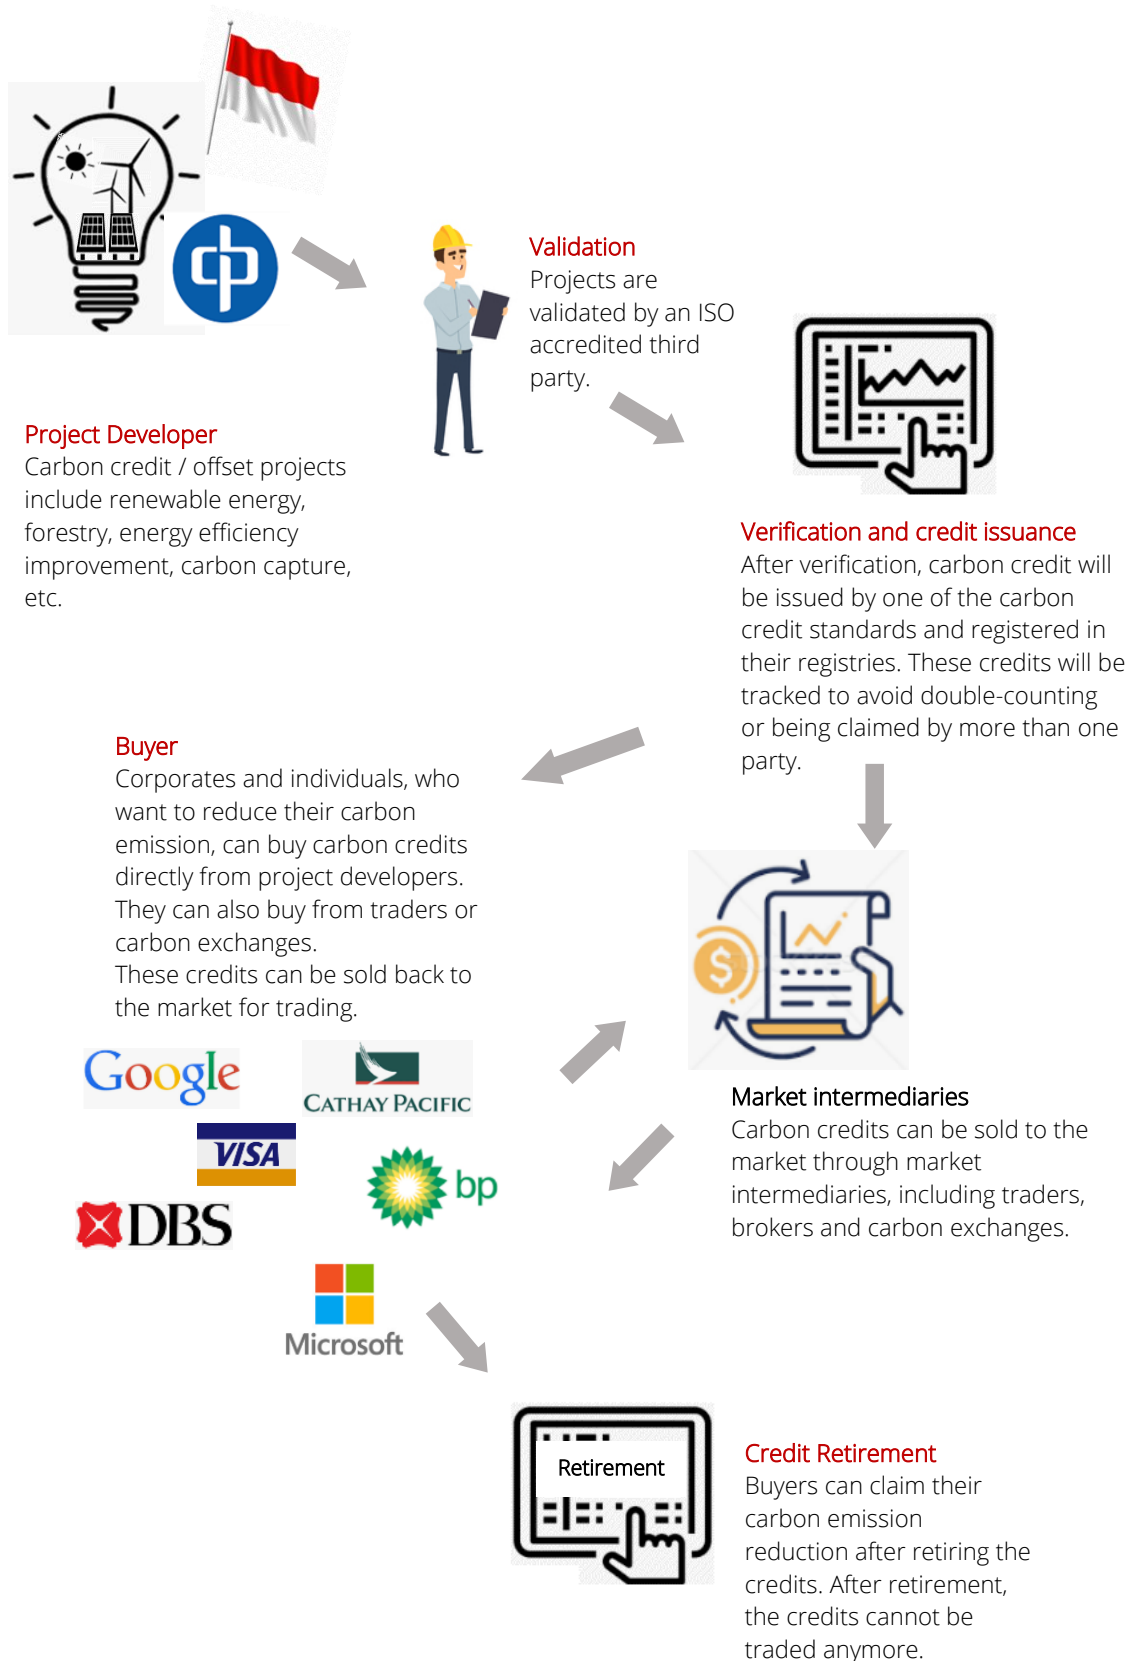 Validation
Projects are
validated by an ISO
accredited third
party.
Project Developer
Carbon credit / offset projects
include renewable energy,
forestry, energy efficiency
improvement, carbon capture,
etc.
Verification and credit issuance
After verification, carbon credit will
be issued by one of the carbon
credit standards and registered in
their registries. These credits will be
tracked to avoid double-counting
or being claimed by more than one
party.
Buyer
Corporates and individuals, who
want to reduce their carbon
emission, can buy carbon credits
directly from project developers.
They can also buy from traders or
carbon exchanges.
These credits can be sold back to
the market for trading.
Google
CATHAY PACIFIC
VISA
bp
DBS
Microsoft
Market intermediaries
Carbon credits can be sold to the
market through market
intermediaries, including traders,
brokers and carbon exchanges.
Retirement
Credit Retirement
Buyers can claim their
carbon emission
reduction after retiring the
credits. After retirement,
the credits cannot be
traded anymore.